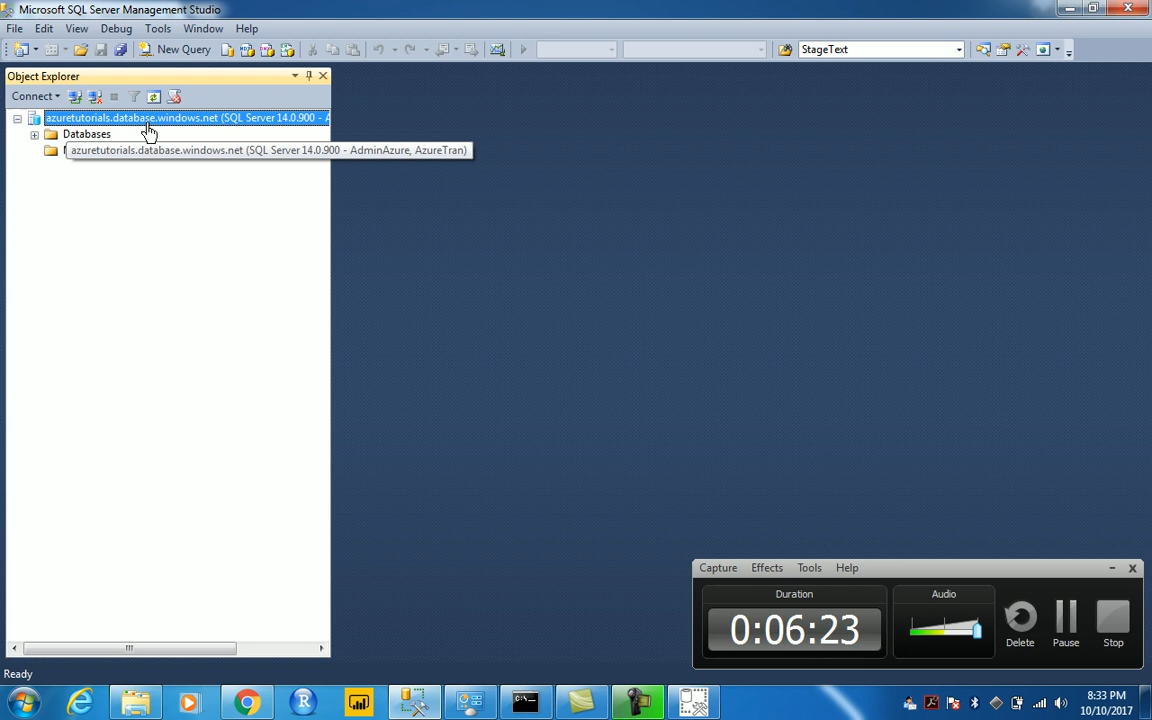 Microsoft SQL Server Management Studio
File Edit View Debug Tools Window Help
New Query
StageText
Object Explorer
Connect
azuretutorials.database.windows.net (SQL Server 14.0.900 - A
Databases
azuretutorials.database.windows.net (SQL Server 14.0.900 - AdminAzure, AzureTran)
Capture Effects Tools Help
Duration
Audio
0:06:23
Delete Pause Stop
Ready
8:33 PM
10/10/2017